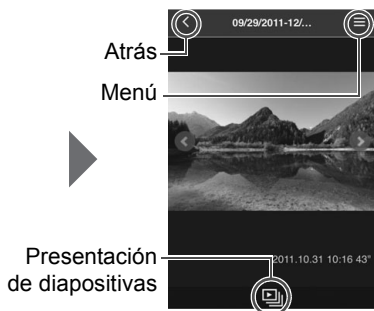 09/29/2011-12/...
Atrás
Menú
2011.10.31 10:16 43"
Presentación
de diapositivas